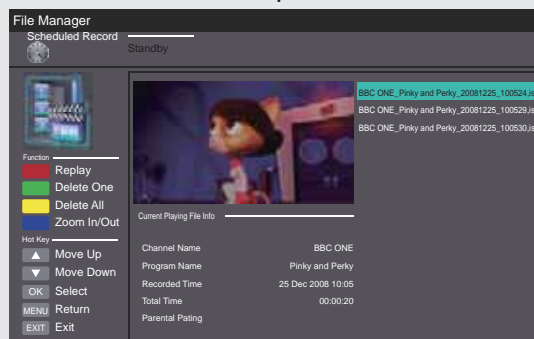 File Manager
Scheduled Record
Standby
BBC ONE_Pinky and Perky_20081225_100524,is
BBC ONE_Pinky and Perky_20081225_100529,is
BBC ONE_Pinky and Perky_20081225_100530,is
Function
Replay
Delete One
Delete All
Zoom In/Out
Hot Key
Move Up
Move Down
OK Select
MENU Return
EXIT Exit
Current Playing File Info
Channel Name BBC ONE
Program Name Pinky and Perky
Recorded Time 25 Dec 2008 10:05
Total Time 00:00:20
Parental Pating